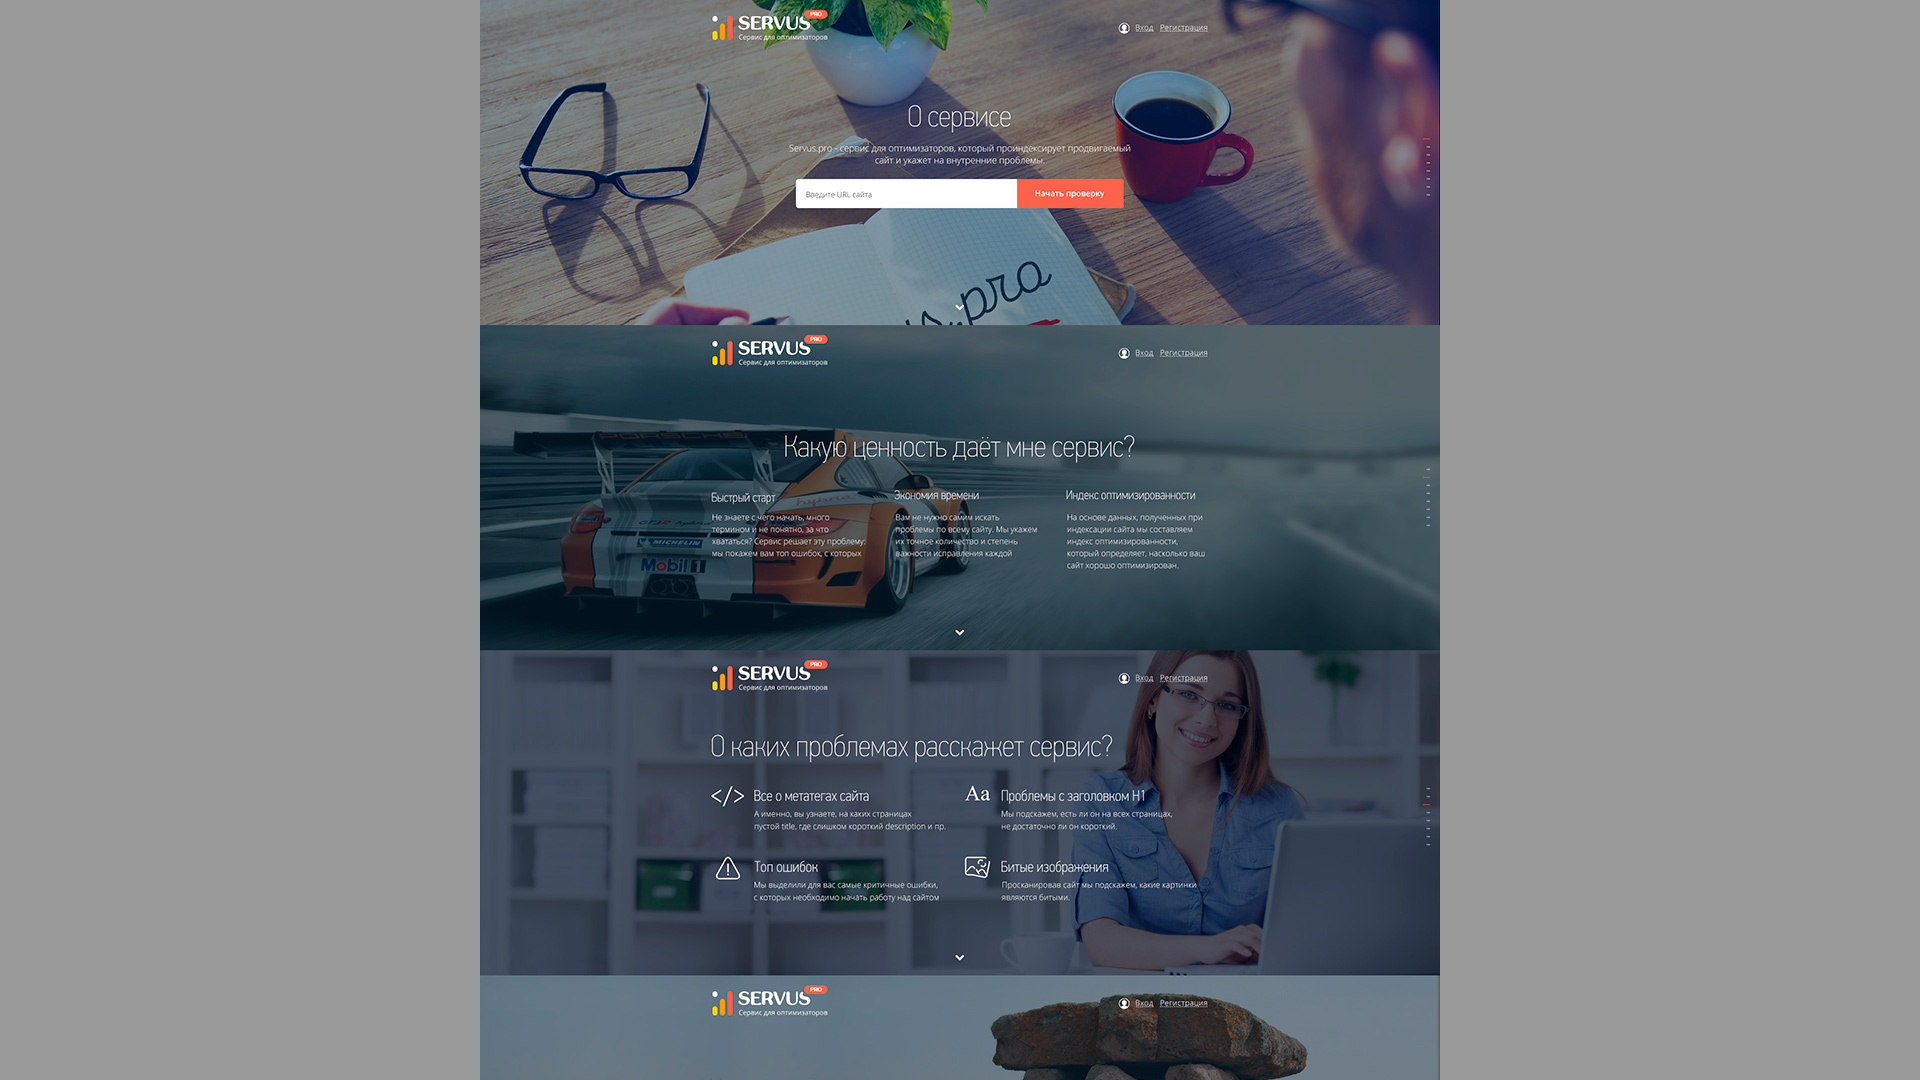 SERVUS PRO
Сервис для оптимизаторов
Вход Регистрация
О сервисе
Servus.pro - сервис для оптимизаторов, который проиндексирует продвигаемый
сайт и укажет на внутренние проблемы.
Введите URL сайта
Начать проверку
s.pro
SERVUS PRO
Сервис для оптимизаторов
Вход Регистрация
PORSCHE
Какую ценность даёт мне сервис?
Быстрый старт
Не знаете с чего начать, много
термином и не понятно, за что
хвататься? Сервис решает эту проблему:
мы покажем вам топ ошибок, с которых
Экономия времени
Вам не нужно самим искать
проблемы по всему сайту. Мы укажем
их точное количество и степень
важности исправления каждой
Индекс оптимизированности
На основе данных, полученных при
индексации сайта мы составляем
индекс оптимизированности,
который определяет, насколько ваш
сайт хорошо оптимизирован.
hybrid
MICHELIN
Mobil 1
SERVUS PRO
Сервис для оптимизаторов
Вход Регистрация
О каких проблемах расскажет сервис?
</> Все о метатегах сайта
А именно, вы узнаете, на каких страницах
пустой title, где слишком короткий description и пр.
Aa Проблемы с заголовком H1
Мы подскажем, есть ли он на всех страницах,
не достаточно ли он короткий.
Топ ошибок
Мы выделили для вас самые критичные ошибки,
с которых необходимо начать работу над сайтом
Битые изображения
Просканировав сайт мы подскажем, какие картинки
являются битыми.
SERVUS PRO
Сервис для оптимизаторов
Вход Регистрация